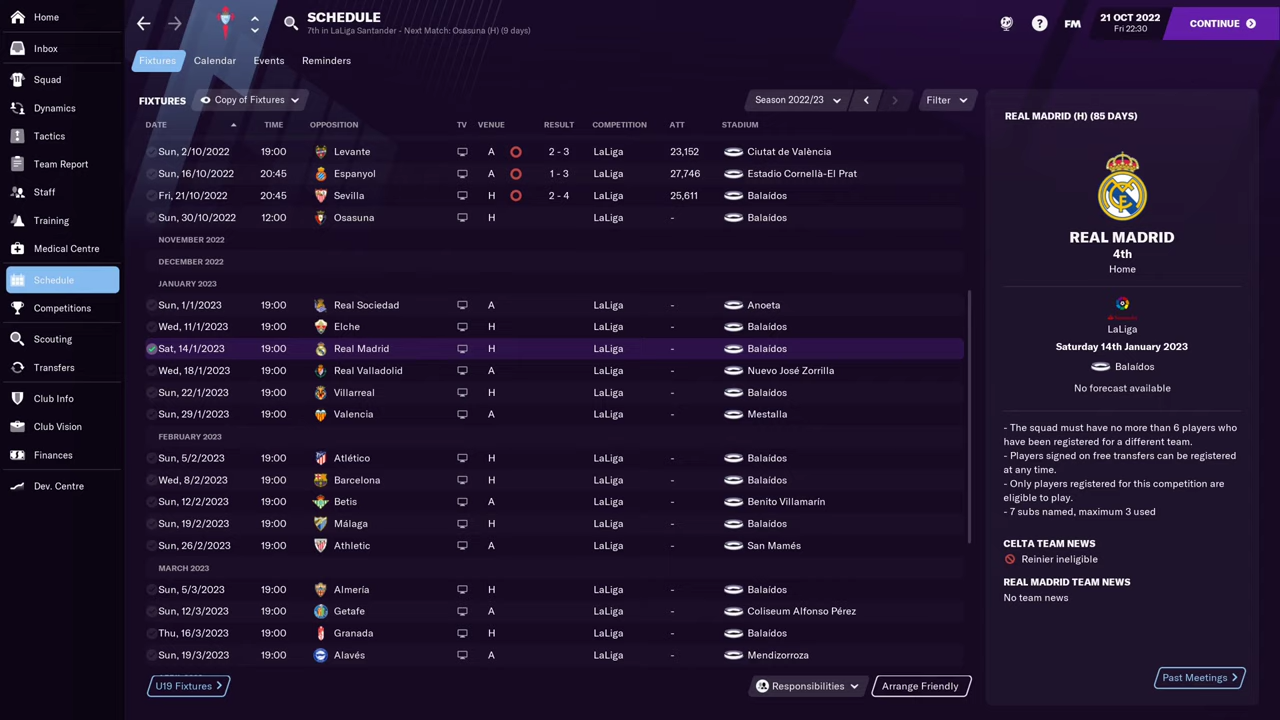 Home
SCHEDULE
7th in LaLiga Santander - Next Match: Osasuna (H) (9 days)
?
FM
21 OCT 2022
Fri 22:30
CONTINUE
Inbox
Squad
Dynamics
Tactics
Team Report
Staff
Training
Medical Centre
Schedule
Competitions
Scouting
Transfers
Club Info
Club Vision
Finances
Dev. Centre
Fixtures Calendar Events Reminders
FIXTURES Copy of Fixtures Season 2022/23 Filter
DATE TIME OPPOSITION TV VENUE RESULT COMPETITION ATT STADIUM
Sun, 2/10/2022 19:00 Levante A 2 - 3 LaLiga 23,152 Ciutat de València
Sun, 16/10/2022 20:45 Espanyol A 1 - 3 LaLiga 27,746 Estadio Cornellà-El Prat
Fri, 21/10/2022 20:45 Sevilla H 2 - 4 LaLiga 25,611 Balaídos
Sun, 30/10/2022 12:00 Osasuna H LaLiga - Balaídos
NOVEMBER 2022
DECEMBER 2022
JANUARY 2023
Sun, 1/1/2023 19:00 Real Sociedad A LaLiga - Anoeta
Wed, 11/1/2023 19:00 Elche H LaLiga - Balaídos
Sat, 14/1/2023 19:00 Real Madrid H LaLiga - Balaídos
Wed, 18/1/2023 19:00 Real Valladolid A LaLiga - Nuevo José Zorrilla
Sun, 22/1/2023 19:00 Villarreal H LaLiga - Balaídos
Sun, 29/1/2023 19:00 Valencia A LaLiga - Mestalla
FEBRUARY 2023
Sun, 5/2/2023 19:00 Atlético H LaLiga - Balaídos
Wed, 8/2/2023 19:00 Barcelona H LaLiga - Balaídos
Sun, 12/2/2023 19:00 Betis A LaLiga - Benito Villamarín
Sun, 19/2/2023 19:00 Málaga H LaLiga - Balaídos
Sun, 26/2/2023 19:00 Athletic A LaLiga - San Mamés
MARCH 2023
Sun, 5/3/2023 19:00 Almería H LaLiga - Balaídos
Sun, 12/3/2023 19:00 Getafe A LaLiga - Coliseum Alfonso Pérez
Thu, 16/3/2023 19:00 Granada H LaLiga - Balaídos
Sun, 19/3/2023 19:00 Alavés A LaLiga - Mendizorroza
U19 Fixtures Responsibilities Arrange Friendly
REAL MADRID (H) (85 DAYS)
REAL MADRID
4th
Home
LaLiga
Saturday 14th January 2023
Balaídos
No forecast available
- The squad must have no more than 6 players who
have been registered for a different team.
- Players signed on free transfers can be registered
at any time.
- Only players registered for this competition are
eligible to play.
- 7 subs named, maximum 3 used
CELTA TEAM NEWS
Reinier ineligible
REAL MADRID TEAM NEWS
No team news
Past Meetings